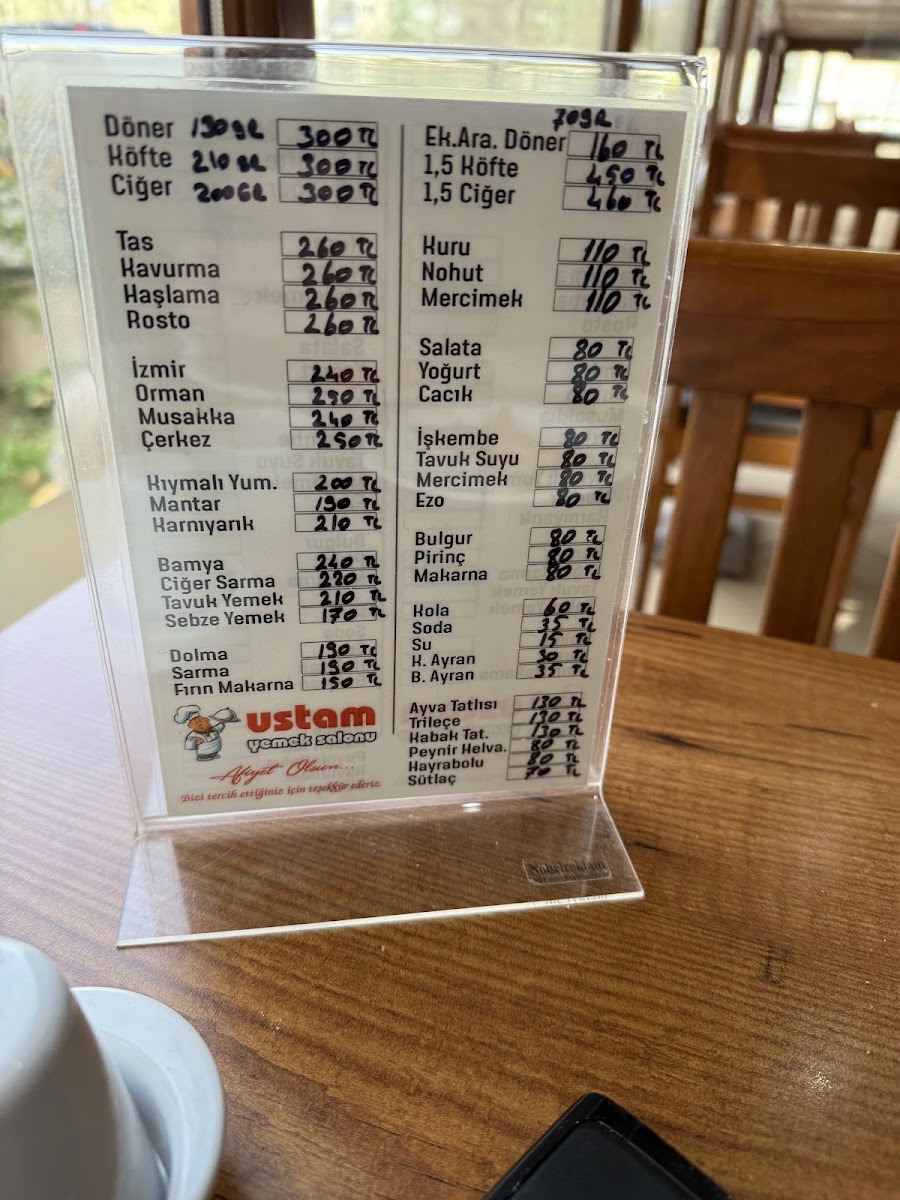 Döner 190gr 300 TL
Köfte 210gr 300 TL
Ciğer 200GR 300 TL
Tas 260 TL
Kavurma 260 TL
Haşlama 260 TL
Rosto 260 TL
İzmir 240 TL
Orman 250 TL
Musakka 240 TL
Çerkez 250 TL
Kıymalı Yum. 200 TL
Mantar 190 TL
Karnıyarık 210 TL
Bamya 240 TL
Ciğer Sarma 220 TL
Tavuk Yemek 210 TL
Sebze Yemek 170 TL
Dolma 190 TL
Sarma 190 TL
Fırın Makarna 150 TL
ustam
yemek salonu
Afiyet Olsun...
Bizi tercih ettiğiniz için teşekkür ederiz.
70gr
Ek.Ara. Döner 160 TL
1,5 Köfte 450 TL
1,5 Ciğer 460 TL
Kuru 110 TL
Nohut 110 TL
Mercimek 110 TL
Salata 80 TL
Yoğurt 80 TL
Cacık 80 TL
İşkembe 80 TL
Tavuk Suyu 80 TL
Mercimek 80 TL
Ezo 80 TL
Bulgur 80 TL
Pirinç 80 TL
Makarna 80 TL
Kola 60 TL
Soda 35 TL
Su 15 TL
K. Ayran 30 TL
B. Ayran 35 TL
Ayva Tatlısı 130 TL
Trileçe 130 TL
Kabak Tat. 130 TL
Peynir Helva. 80 TL
Hayrabolu 80 TL
Sütlaç 70 TL
Nobelreklam